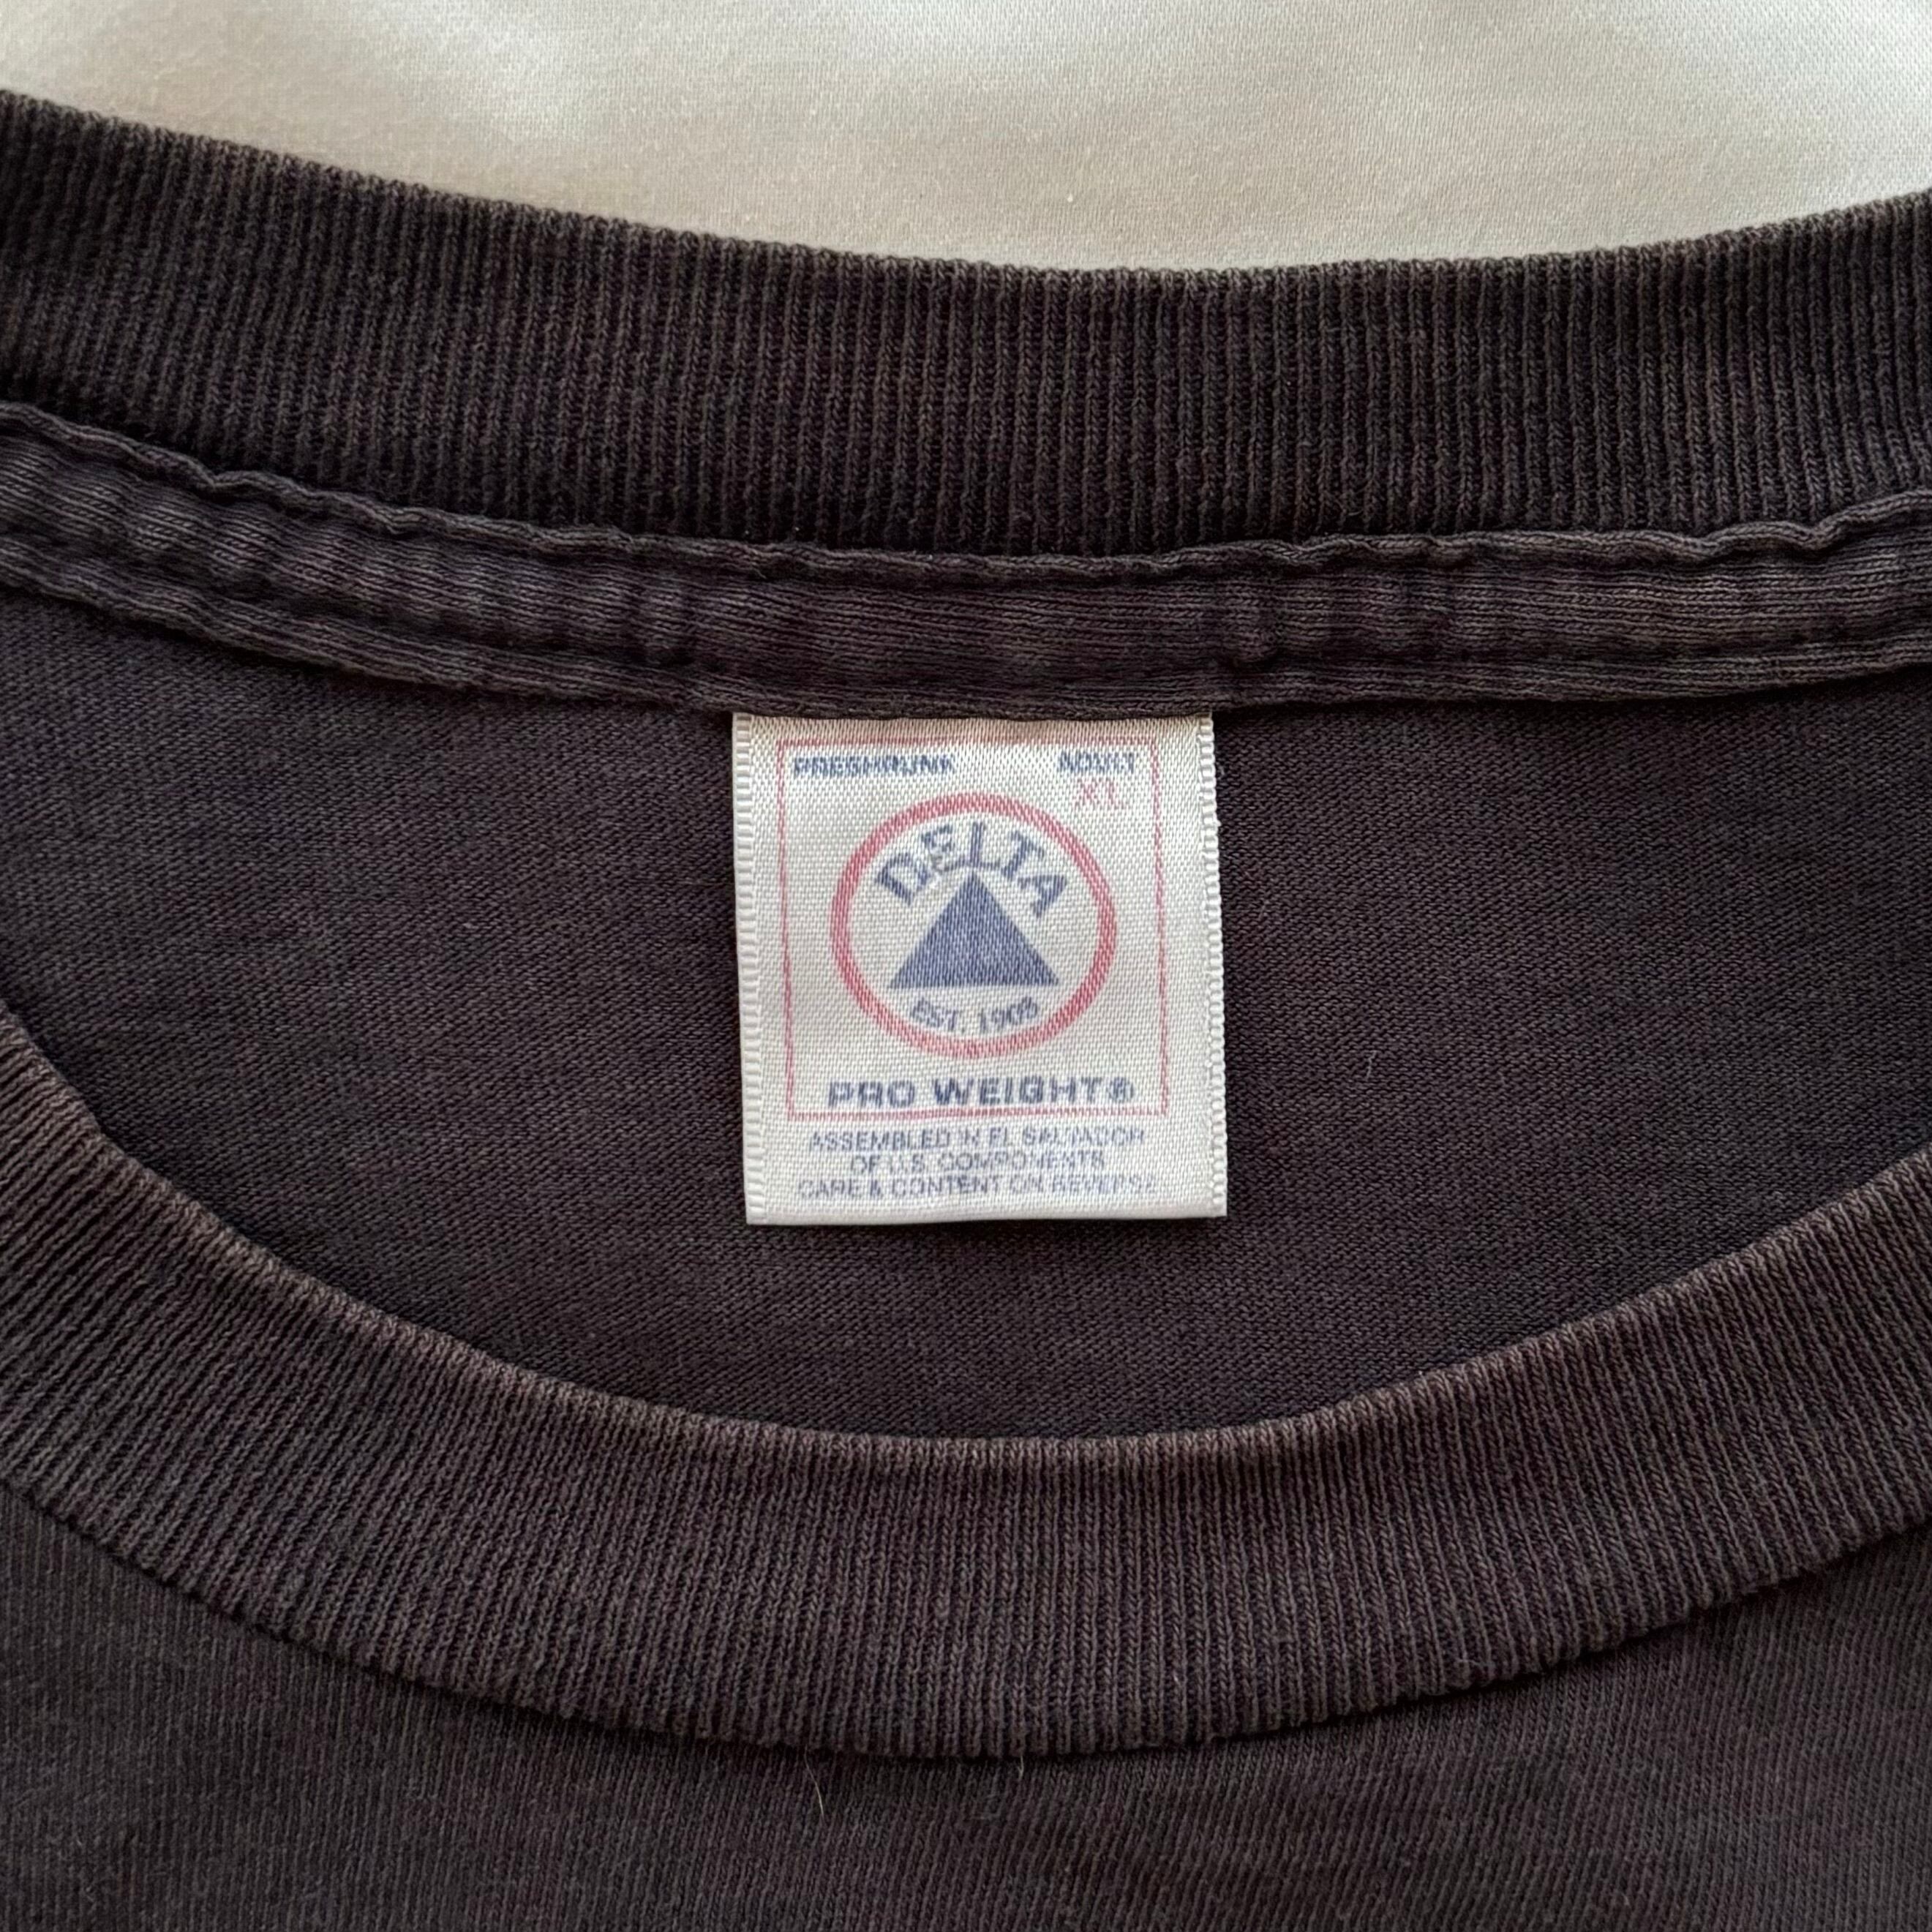 PRESHRUNK ADULT
XL
DELTA
EST. 1903
PRO WEIGHT®
ASSEMBLED IN EL SALVADOR
OF U.S. COMPONENTS
CARE & CONTENT ON REVERSE